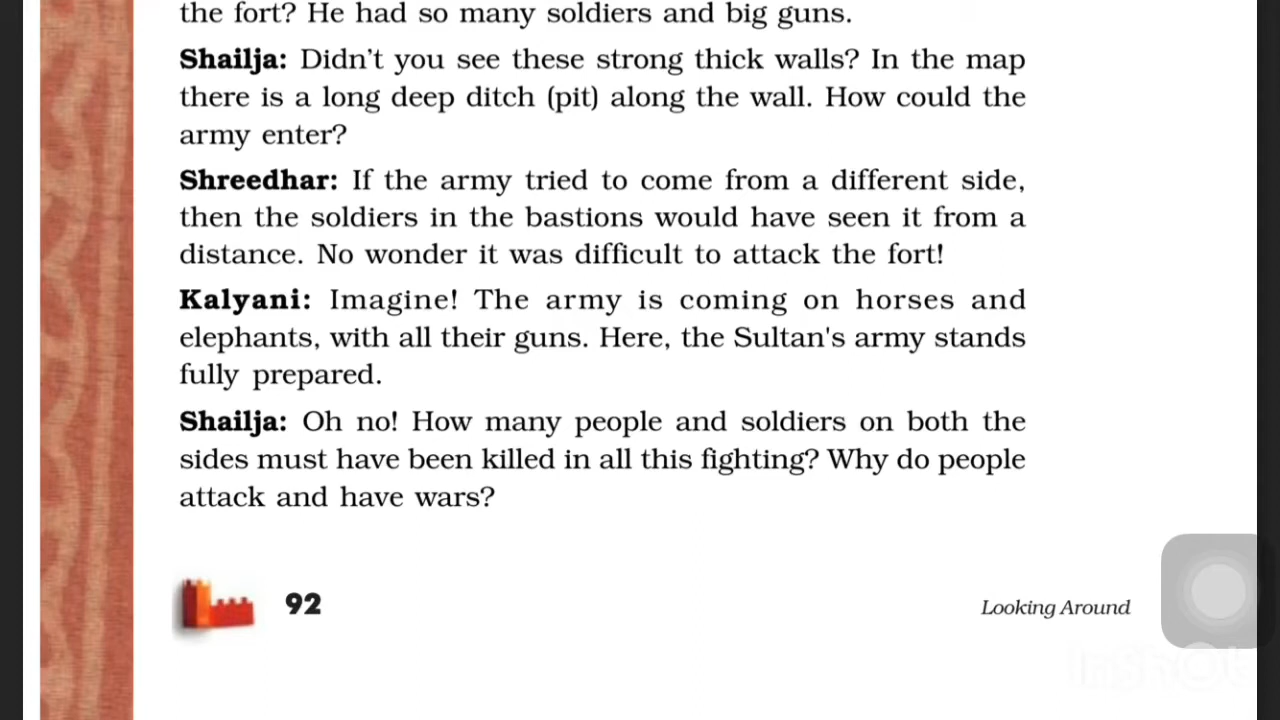 the fort? He had so many soldiers and big guns.
Shailja: Didn't you see these strong thick walls? In the map
there is a long deep ditch (pit) along the wall. How could the
army enter?
Shreedhar: If the army tried to come from a different side,
then the soldiers in the bastions would have seen it from a
distance. No wonder it was difficult to attack the fort!
Kalyani: Imagine! The army is coming on horses and
elephants, with all their guns. Here, the Sultan's army stands
fully prepared.
Shailja: Oh no! How many people and soldiers on both the
sides must have been killed in all this fighting? Why do people
attack and have wars?
92
Looking Around
InShOt